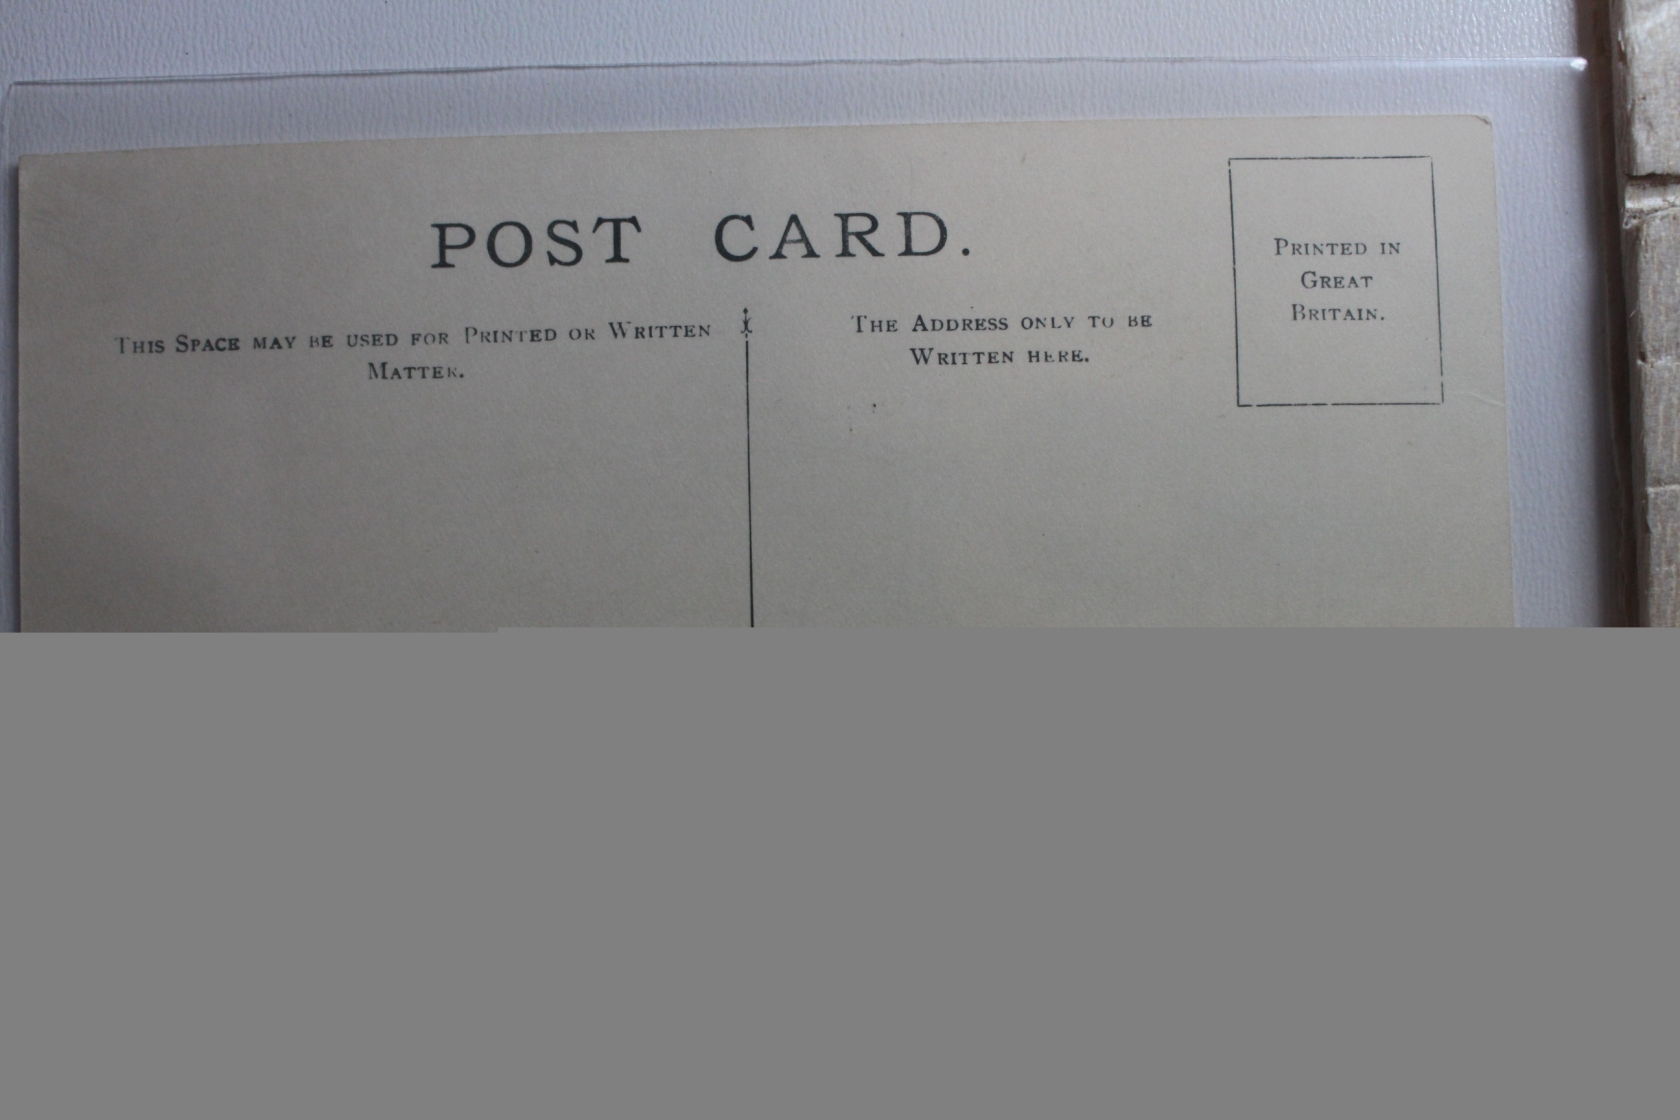 POST CARD.
THIS SPACE MAY BE USED FOR PRINTED OR WRITTEN
MATTER.
THE ADDRESS ONLY TO BE
WRITTEN HERE.
PRINTED IN
GREAT
BRITAIN.